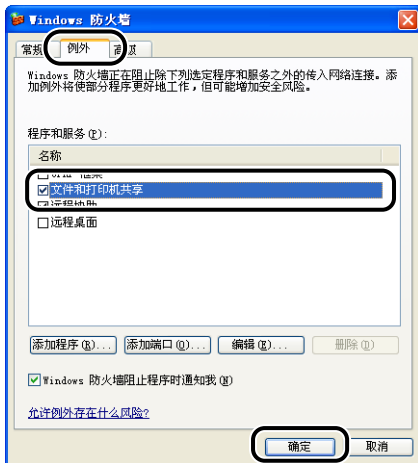 Windows 防火墙
常规
例外
高级
Windows 防火墙正在阻止除下列选定程序和服务之外的传入网络连接。添
加例外将使部分程序更好地工作，但可能增加安全风险。
程序和服务(P):
名称
文件和打印机共享
远程协助
远程桌面
添加程序(R)...
添加端口(O)...
编辑(E)...
删除(D)
Windows 防火墙阻止程序时通知我(N)
允许例外存在什么风险?
确定
取消